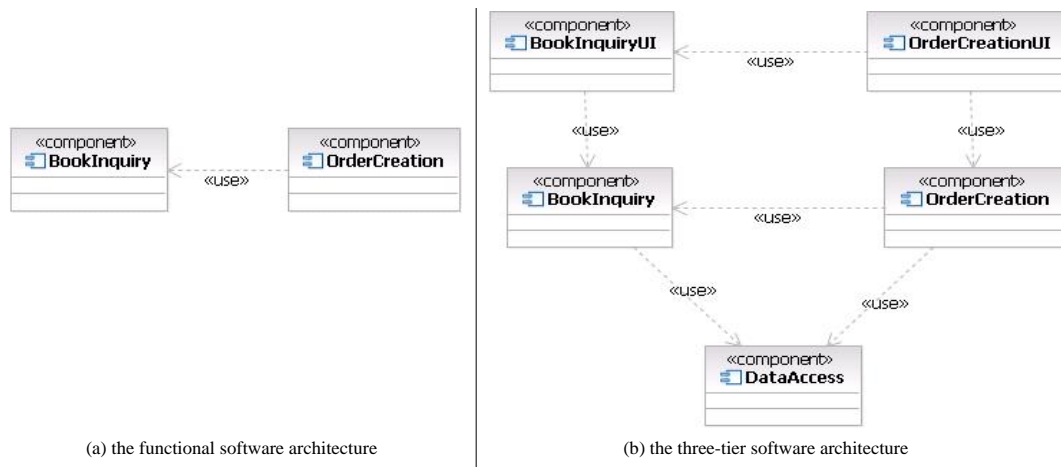 «component»
BookInquiry
«use»
«component»
OrderCreation
(a) the functional software architecture
«component»
BookInquiryUI
«use»
«component»
OrderCreationUI
«use»
«use»
«component»
BookInquiry
«use»
«component»
OrderCreation
«use»
«use»
«component»
DataAccess
(b) the three-tier software architecture